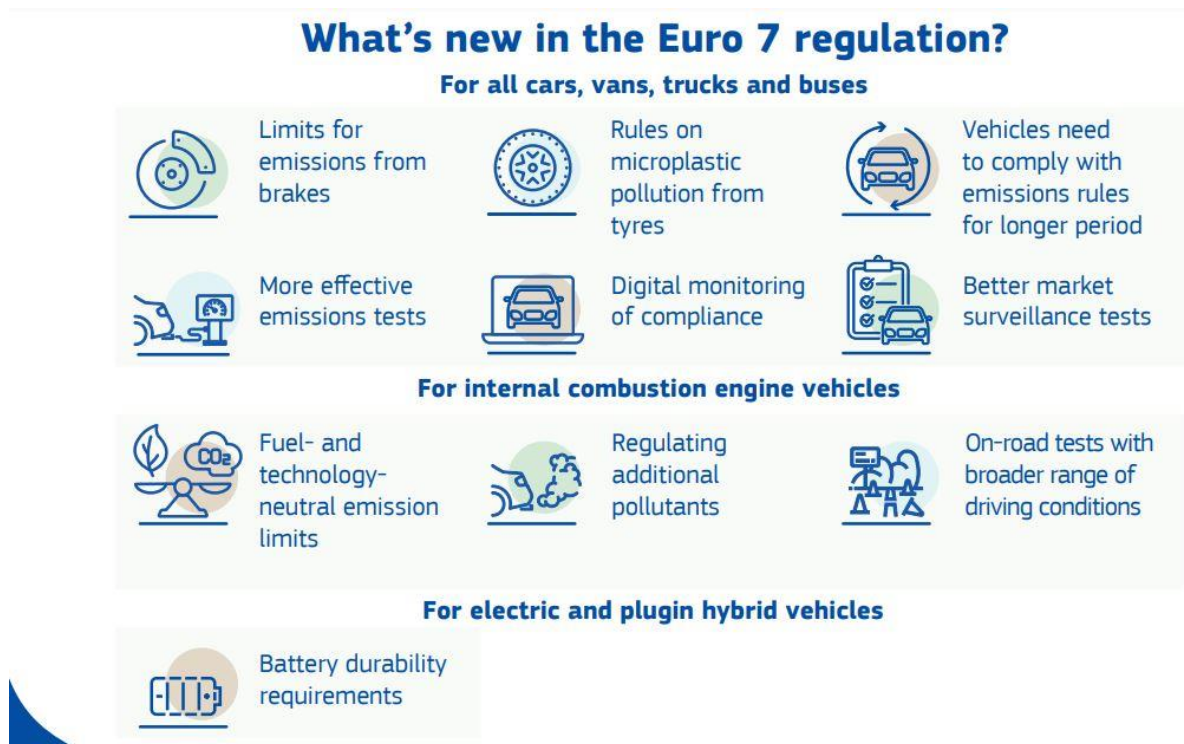 What's new in the Euro 7 regulation?
For all cars, vans, trucks and buses
Limits for
emissions from
brakes
Rules on
microplastic
pollution from
tyres
Vehicles need
to comply with
emissions rules
for longer period
More effective
emissions tests
Digital monitoring
of compliance
Better market
surveillance tests
For internal combustion engine vehicles
CO2
Fuel- and
technology-
neutral emission
limits
Regulating
additional
pollutants
On-road tests with
broader range of
driving conditions
For electric and plugin hybrid vehicles
Battery durability
requirements